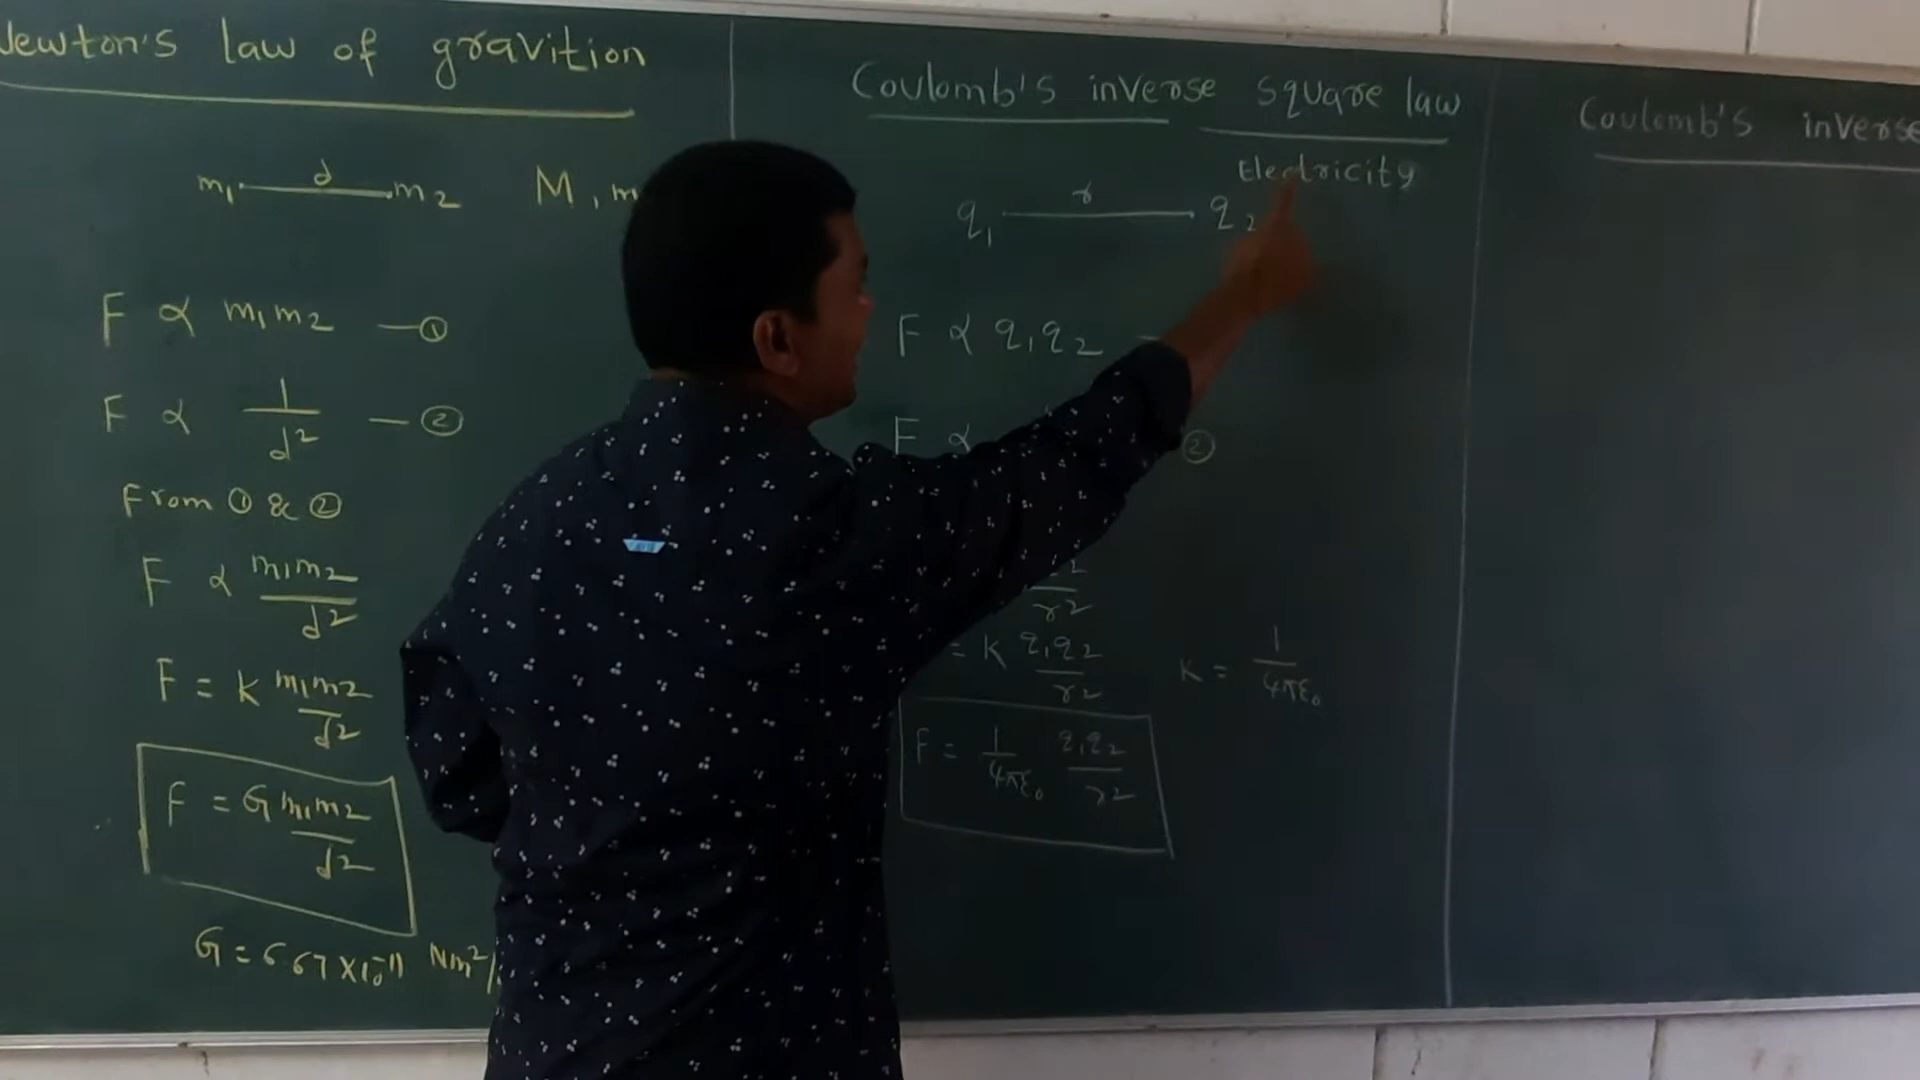 Newton's law of gravition
m1 d m2 M, m
F ∝ m1m2 —①
F ∝ 1/d² —②
From ① & ②
F ∝ m1m2/d²
F = K m1m2/d²
F = G m1m2/d²
G = 6.67 × 10⁻¹¹ Nm²/
Coulomb's inverse square law
Electricity
q1 r q2
F ∝ q1q2 —
F ∝ ②
r²
= K q1q2/r² K = 1/4πε0
F = 1/4πε0 q1q2/r²
Coulomb's inverse